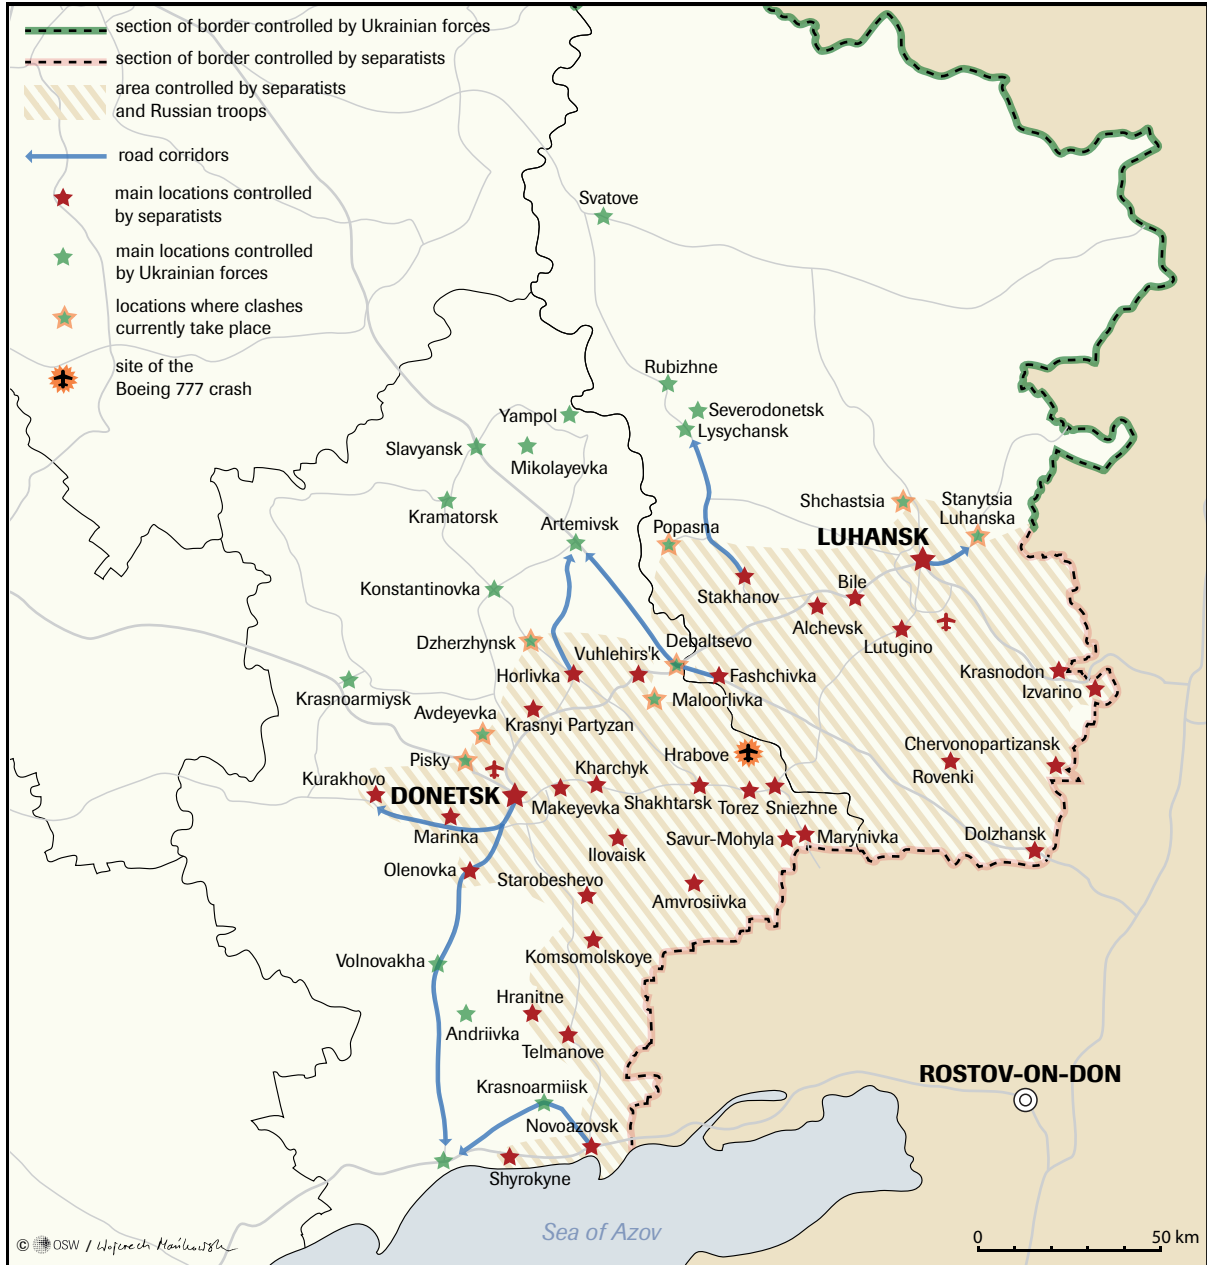 section of border controlled by Ukrainian forces
section of border controlled by separatists
area controlled by separatists
and Russian troops
road corridors
main locations controlled
by separatists
main locations controlled
by Ukrainian forces
locations where clashes
currently take place
site of the
Boeing 777 crash
Svatove
Rubizhne
Severodonetsk
Lysychansk
Yampol
Slavyansk
Mikolayevka
Kramatorsk
Artemivsk
Popasna
Shchastsia
Stanytsia
Luhanska
LUHANSK
Konstantinovka
Stakhanov
Bile
Alchevsk
Lutugino
Dzherzhynsk
Debaltsevo
Vuhlehirs'k
Horlivka
Fashchivka
Krasnodon
Izvarino
Krasnoarmiysk
Maloorlivka
Avdeyevka
Krasnyi Partyzan
Chervonopartizansk
Hrabove
Pisky
Rovenki
Kurakhovo
Kharchyk
DONETSK
Makeyevka
Shakhtarsk
Torez
Sniezhne
Marinka
Savur-Mohyla
Marynivka
Dolzhansk
Ilovaisk
Olenovka
Starobeshevo
Amvrosiivka
Volnovakha
Komsomolskoye
Hranitne
Andriivka
Telmanove
Krasnoarmiisk
Novoazovsk
ROSTOV-ON-DON
Shyrokyne
Sea of Azov
© OSW / Wojciech Mańkowski
0
50 km